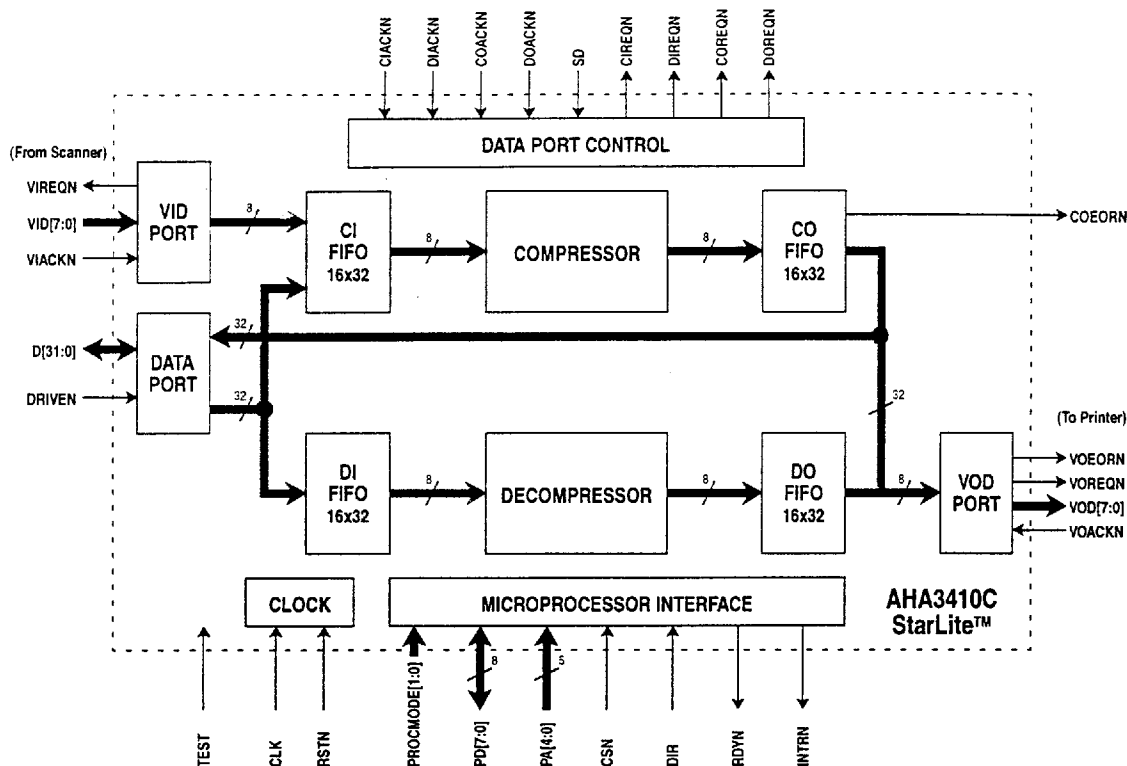 CIACKN
DIACKN
COACKN
DOACKN
SD
CIREQN
DIREQN
COREQN
DOREQN
DATA PORT CONTROL
(From Scanner)
VIREQN
VID[7:0]
VIACKN
VID
PORT
8
CI
FIFO
16x32
8
COMPRESSOR
8
CO
FIFO
16x32
COEORN
D[31:0]
DRIVEN
DATA
PORT
32
32
32
DI
FIFO
16x32
8
DECOMPRESSOR
8
DO
FIFO
16x32
8
VOD
PORT
(To Printer)
VOEORN
VOREQN
VOD[7:0]
VOACKN
CLOCK
MICROPROCESSOR INTERFACE
AHA3410C
StarLite™
8
5
TEST
CLK
RSTN
PROCMODE[1:0]
PD[7:0]
PA[4:0]
CSN
DIR
RDYN
INTRN